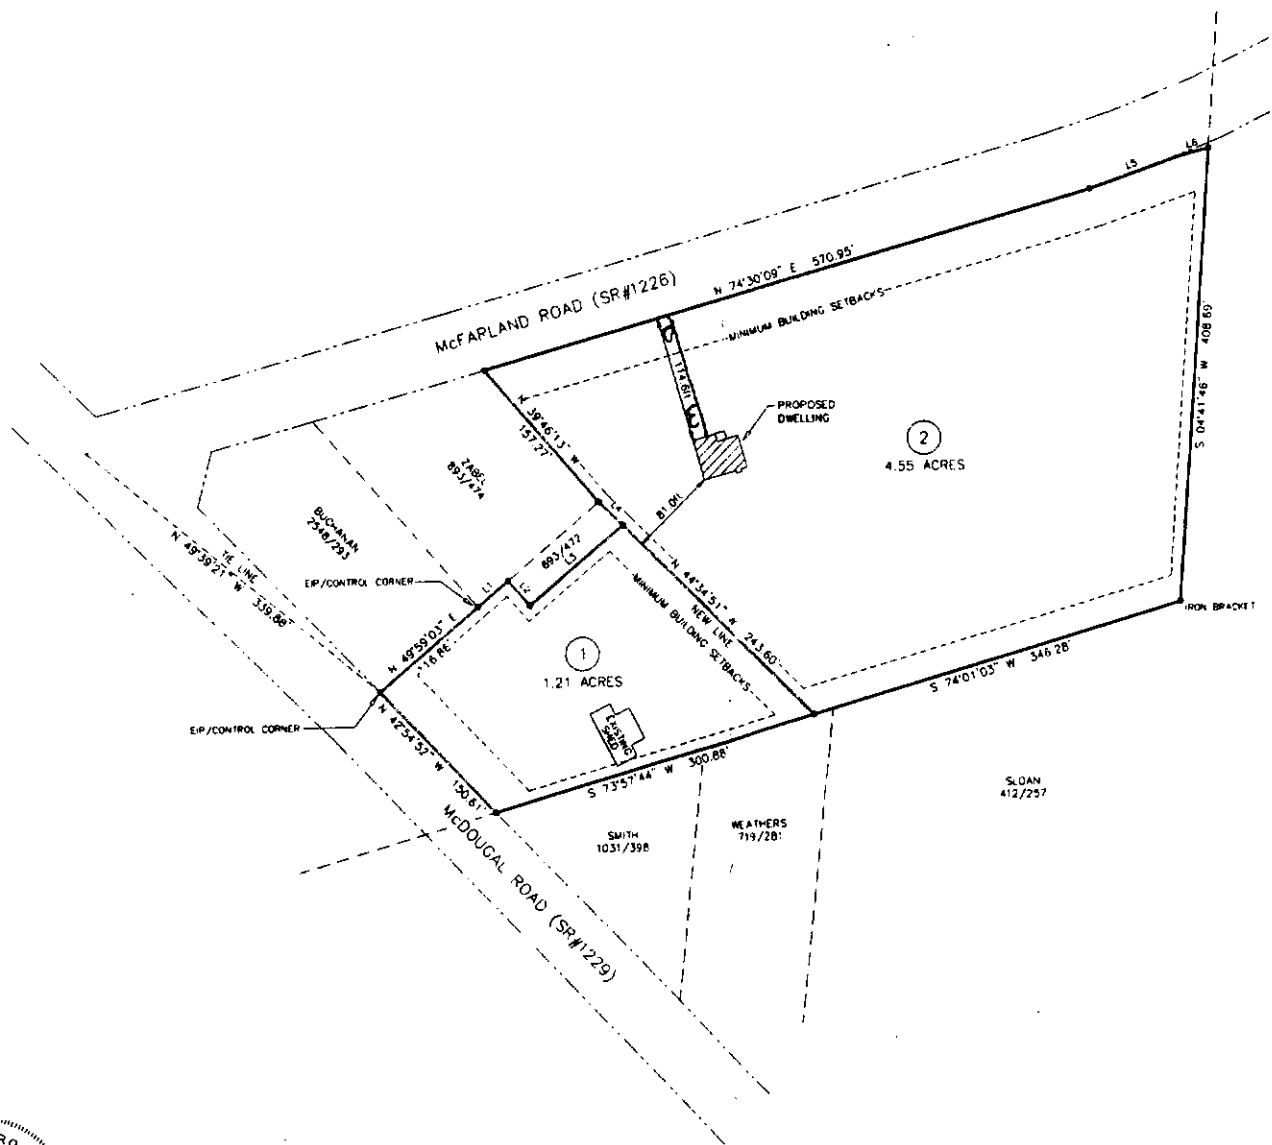 L6
L5
N 74°30'09" E 570.95'
McFARLAND ROAD (SR#1226)
MINIMUM BUILDING SETBACKS
S 04°41'46" W 408.69'
114.6ft
PROPOSED
DWELLING
2
4.55 ACRES
N 39°46'13" W
157.27'
ZABEL
893/474
L4
81.0ft
BUCHANAN
2548/293
TIE LINE
N 49°39'21" W 339.88'
893/472
L3
EIP/CONTROL CORNER
L1
L2
N 44°34'51" W 243.60'
NEW LINE
MINIMUM BUILDING SETBACKS
IRON BRACKET
N 49°59'03" E
116.86'
1
1.21 ACRES
S 74°01'03" W 346.28'
EIP/CONTROL CORNER
N 42°54'52" W 150.61'
EXISTING
SHED
S 73°57'44" W 300.88'
SLOAN
412/257
WEATHERS
719/281
SMITH
1031/398
McDOUGAL ROAD (SR#1229)